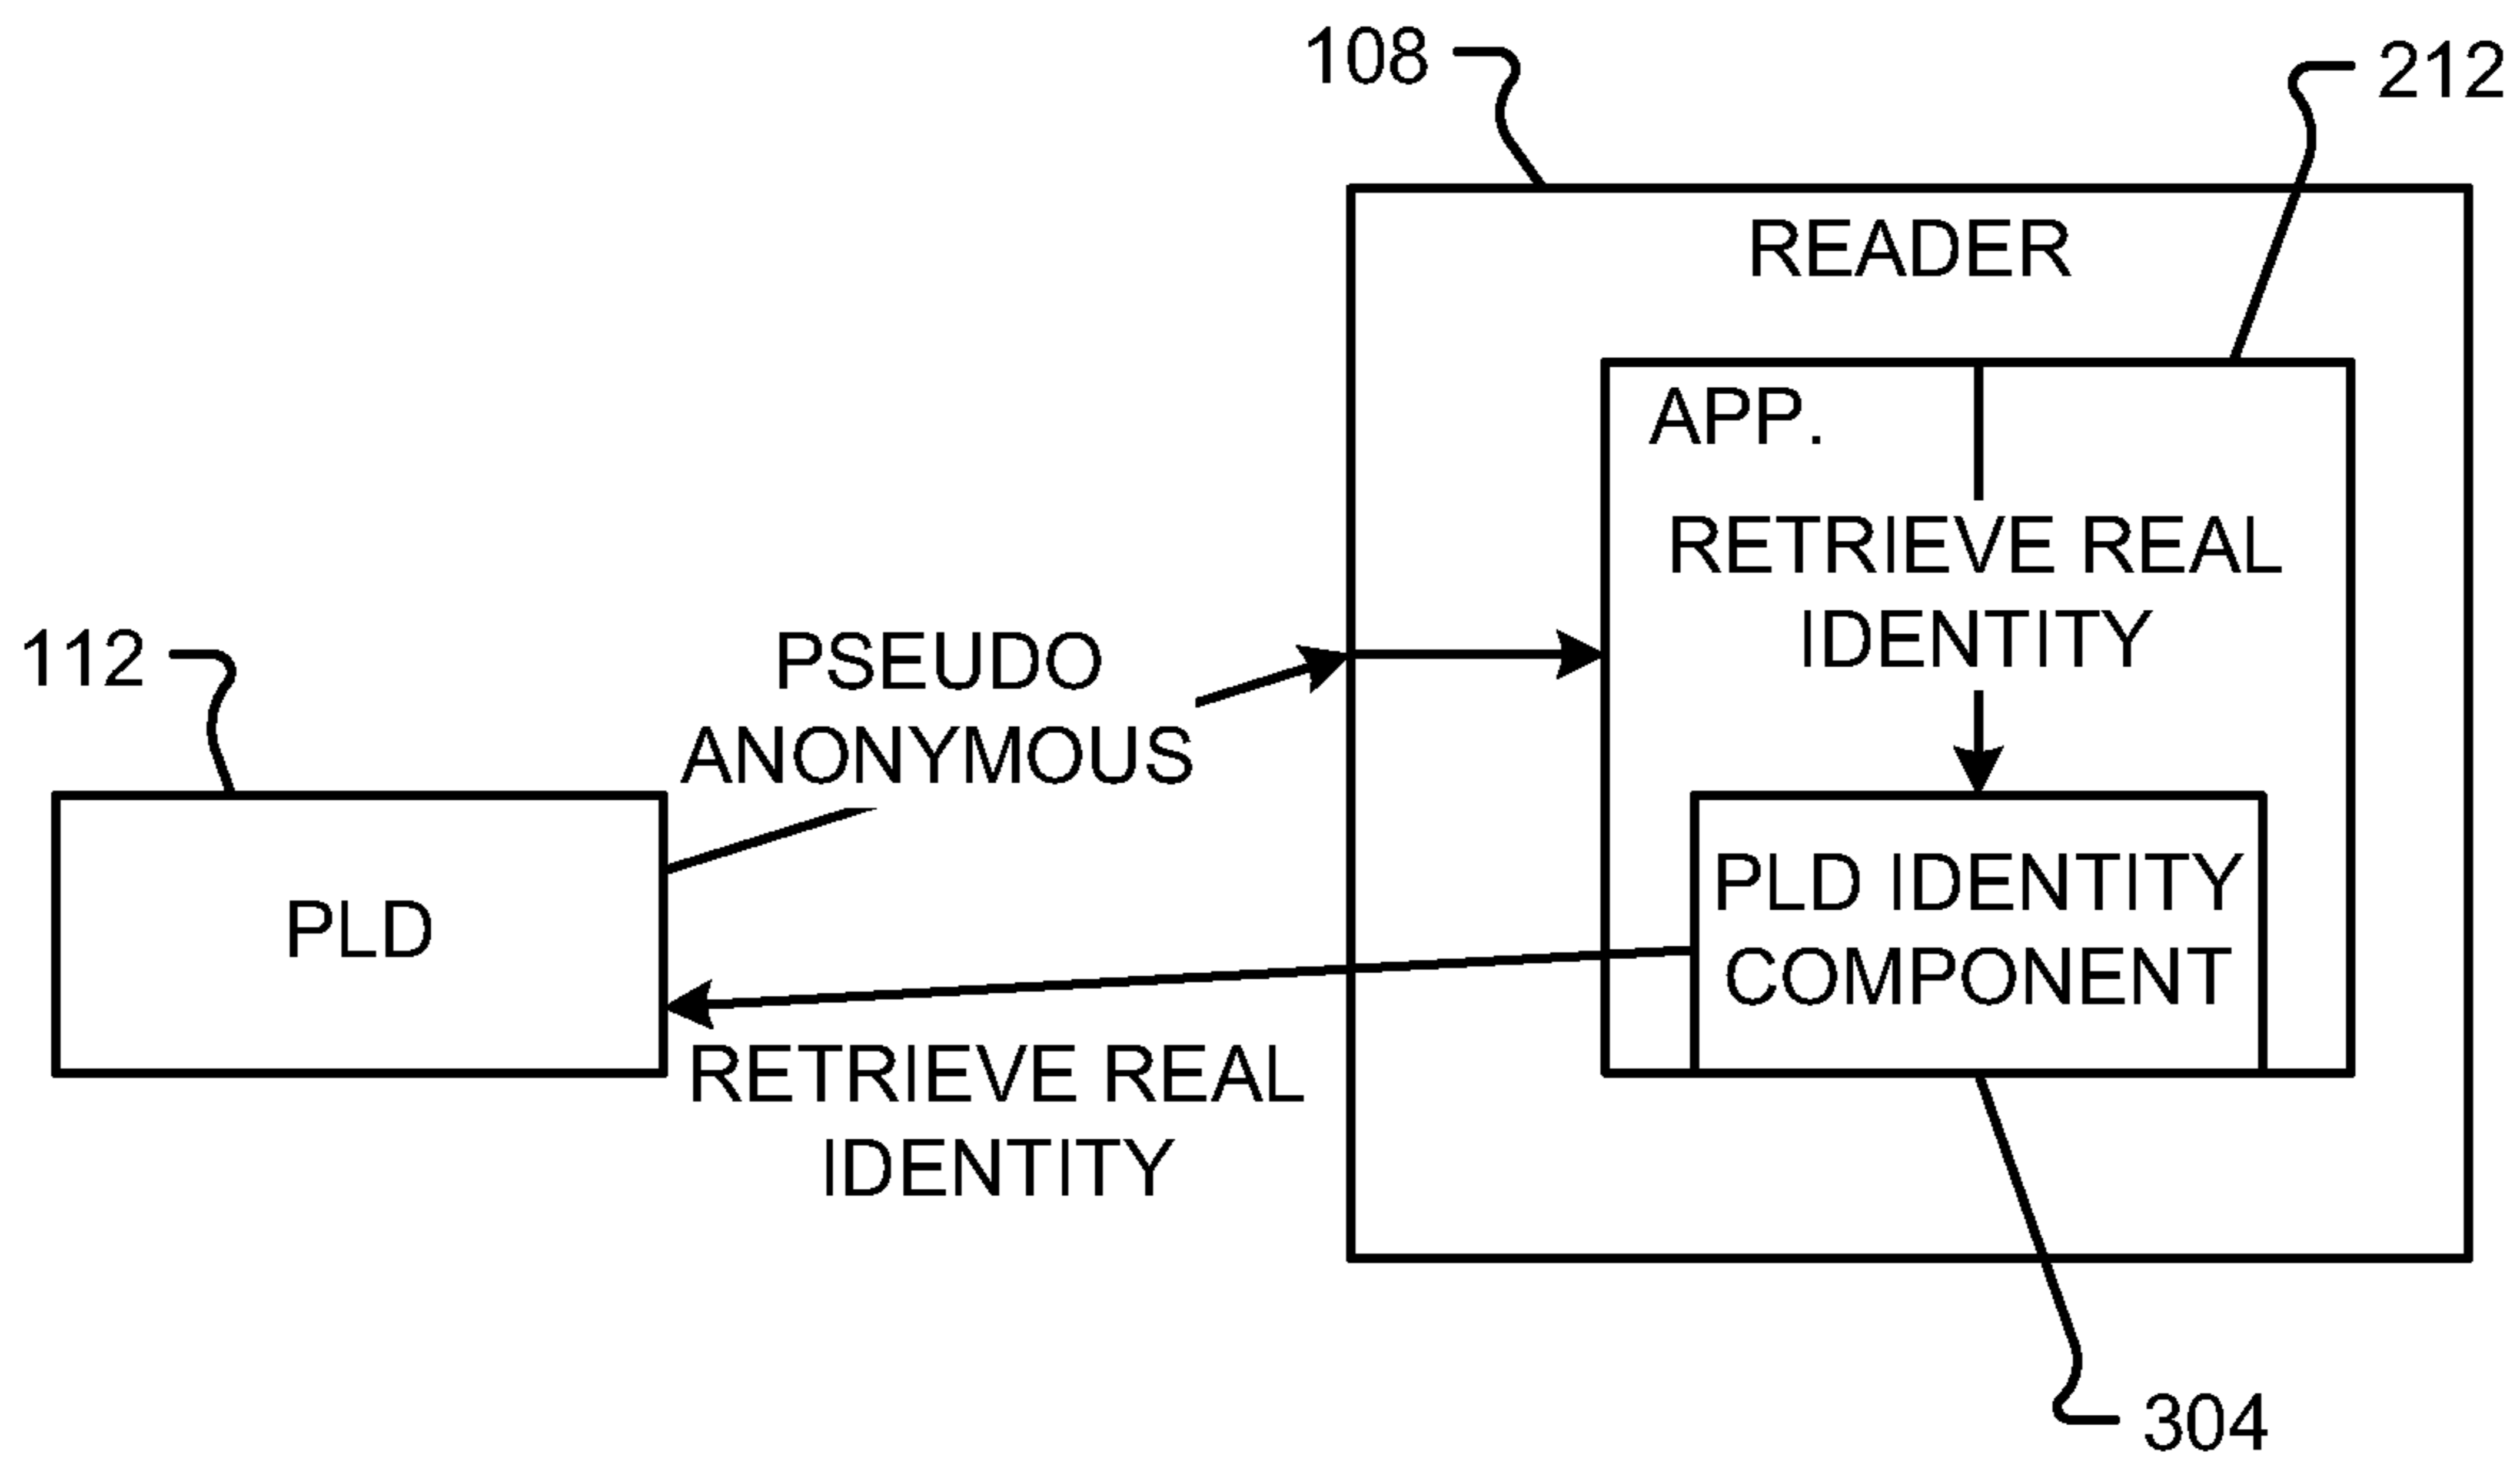 108
212
READER
APP.
RETRIEVE REAL
IDENTITY
112
PSEUDO
ANONYMOUS
PLD
PLD IDENTITY
COMPONENT
RETRIEVE REAL
IDENTITY
304